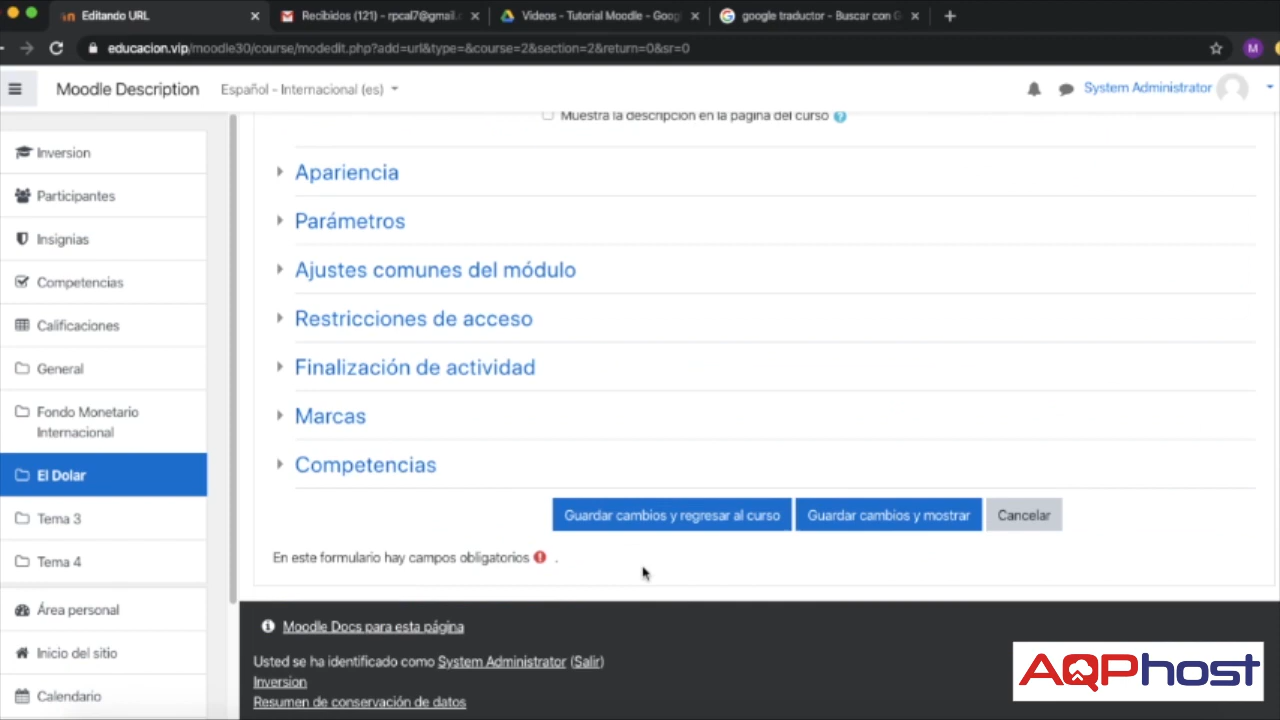 Editando URL
Recibidos (121) - rpcal7@gmail.
Videos - Tutorial Moodle - Goog
google traductor - Buscar con G
educacion.vip/moodle30/course/modedit.php?add=url&type=&course=2&section=2&return=0&sr=0
M
Moodle Description
Español - Internacional (es)
System Administrator
Muestra la descripción en la página del curso
Inversion
Participantes
Insignias
Competencias
Calificaciones
General
Fondo Monetario
Internacional
El Dolar
Tema 3
Tema 4
Área personal
Inicio del sitio
Calendario
Apariencia
Parámetros
Ajustes comunes del módulo
Restricciones de acceso
Finalización de actividad
Marcas
Competencias
Guardar cambios y regresar al curso
Guardar cambios y mostrar
Cancelar
En este formulario hay campos obligatorios .
Moodle Docs para esta página
Usted se ha identificado como System Administrator (Salir)
Inversion
Resumen de conservación de datos
AQPhost